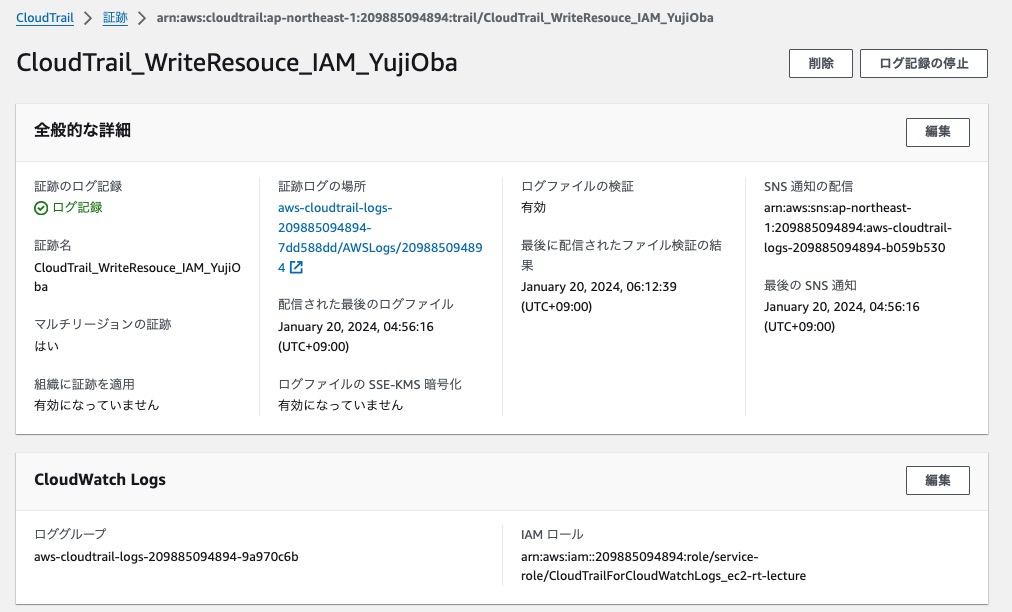 CloudTrail > 証跡 > arn:aws:cloudtrail:ap-northeast-1:209885094894:trail/CloudTrail_WriteResouce_IAM_YujiOba
CloudTrail_WriteResouce_IAM_YujiOba
削除
ログ記録の停止
全般的な詳細
編集
証跡のログ記録
ログ記録
証跡名
CloudTrail_WriteResouce_IAM_YujiO
ba
マルチリージョンの証跡
はい
組織に証跡を適用
有効になっていません
証跡ログの場所
aws-cloudtrail-logs-
209885094894-
7dd588dd/AWSLogs/20988509489
4
配信された最後のログファイル
January 20, 2024, 04:56:16
(UTC+09:00)
ログファイルの SSE-KMS 暗号化
有効になっていません
ログファイルの検証
有効
最後に配信されたファイル検証の結
果
January 20, 2024, 06:12:39
(UTC+09:00)
SNS 通知の配信
arn:aws:sns:ap-northeast-
1:209885094894:aws-cloudtrail-
logs-209885094894-b059b530
最後の SNS 通知
January 20, 2024, 04:56:16
(UTC+09:00)
CloudWatch Logs
編集
ロググループ
aws-cloudtrail-logs-209885094894-9a970c6b
IAM ロール
arn:aws:iam::209885094894:role/service-
role/CloudTrailForCloudWatchLogs_ec2-rt-lecture